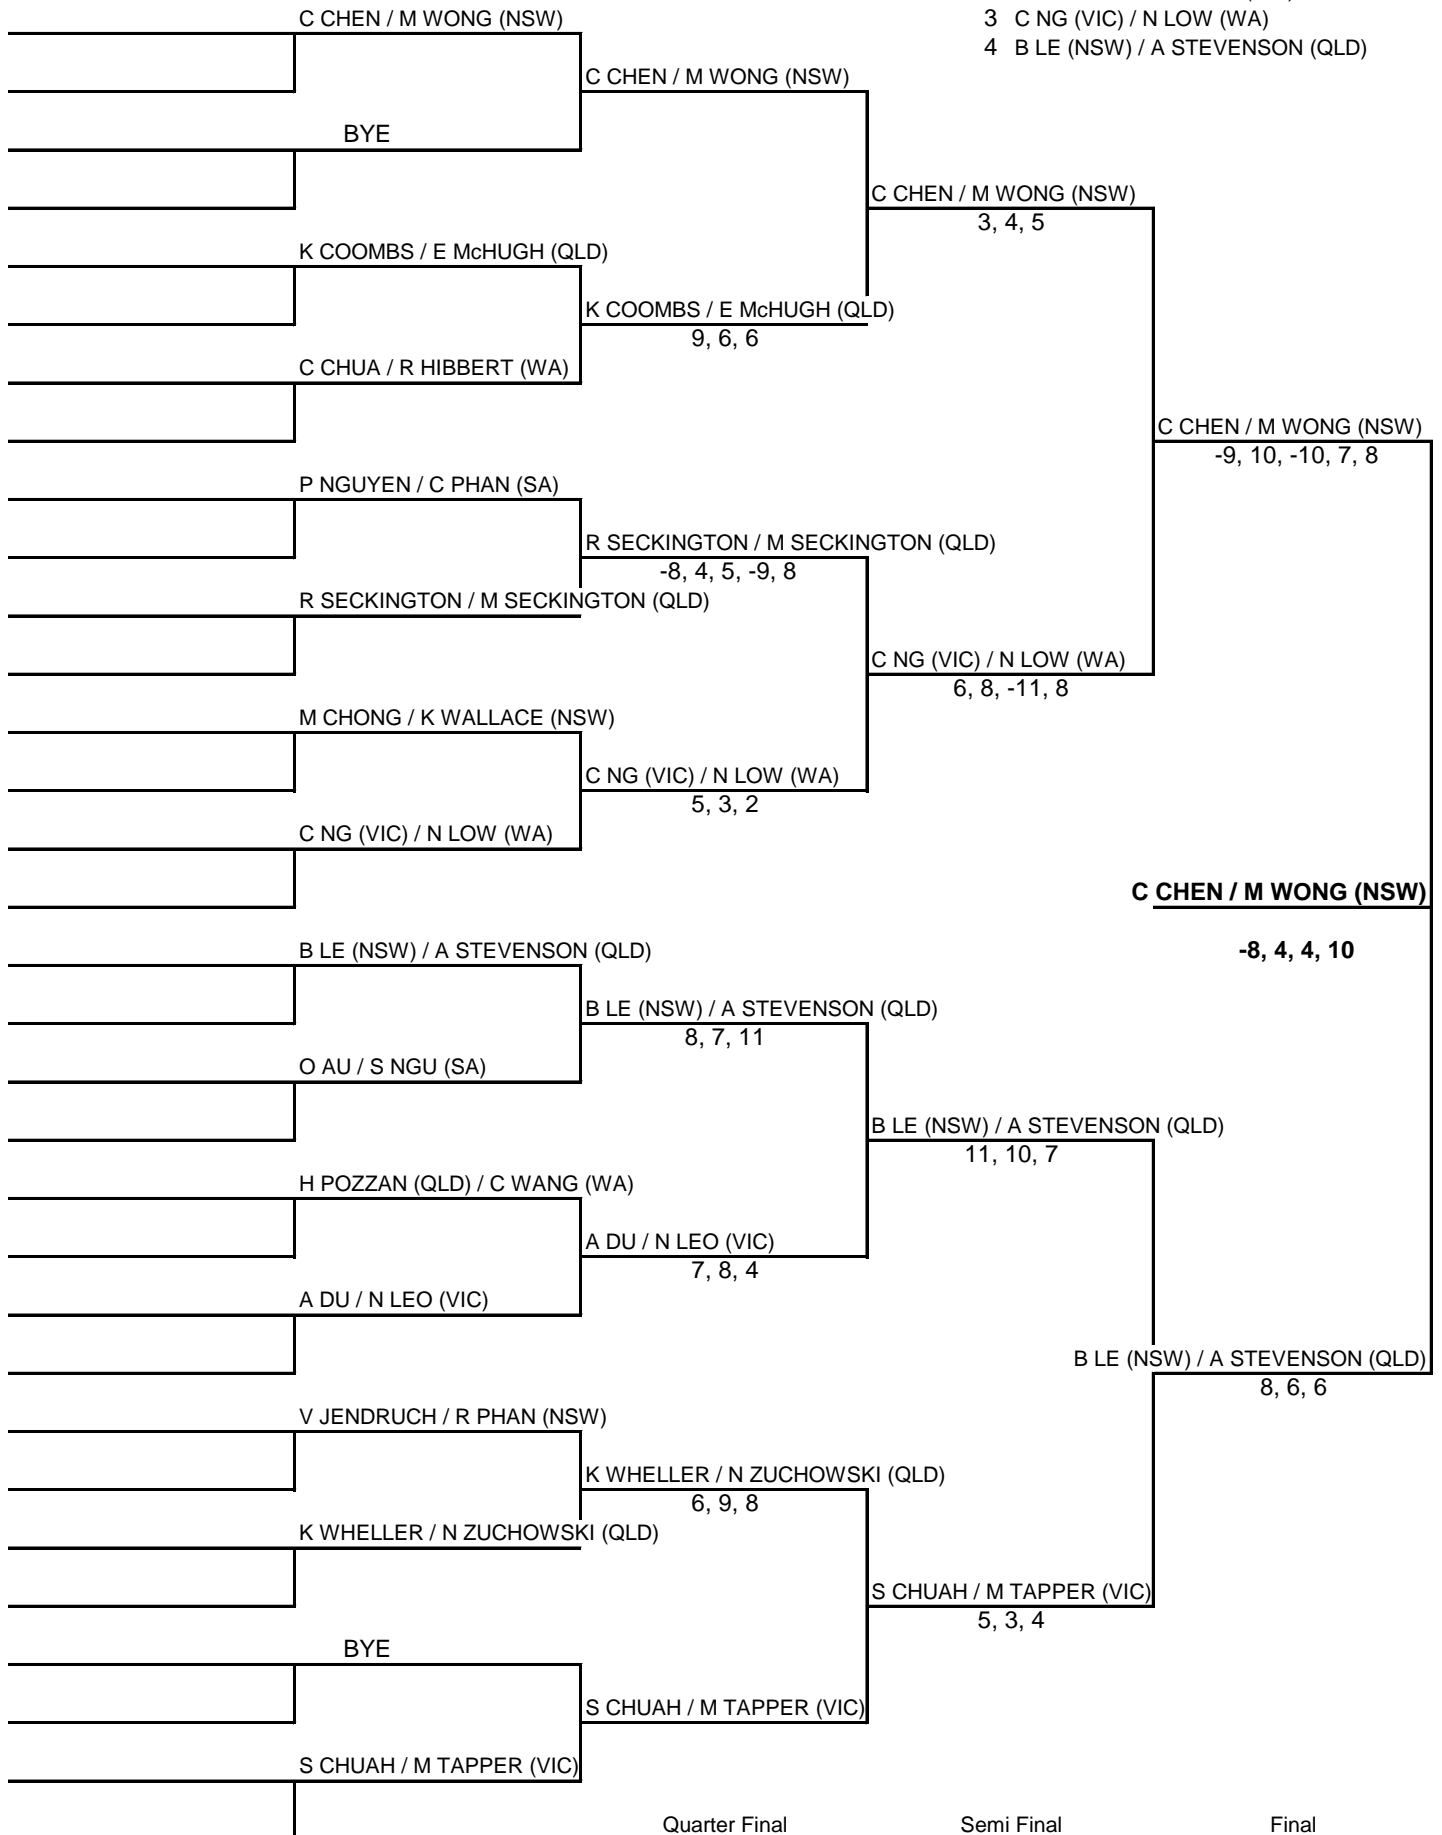 C CHEN / M WONG (NSW)
3 C NG (VIC) / N LOW (WA)
4 B LE (NSW) / A STEVENSON (QLD)
C CHEN / M WONG (NSW)
BYE
C CHEN / M WONG (NSW)
3, 4, 5
K COOMBS / E McHUGH (QLD)
K COOMBS / E McHUGH (QLD)
9, 6, 6
C CHUA / R HIBBERT (WA)
C CHEN / M WONG (NSW)
-9, 10, -10, 7, 8
P NGUYEN / C PHAN (SA)
R SECKINGTON / M SECKINGTON (QLD)
-8, 4, 5, -9, 8
R SECKINGTON / M SECKINGTON (QLD)
C NG (VIC) / N LOW (WA)
6, 8, -11, 8
M CHONG / K WALLACE (NSW)
C NG (VIC) / N LOW (WA)
5, 3, 2
C NG (VIC) / N LOW (WA)
C CHEN / M WONG (NSW)
-8, 4, 4, 10
B LE (NSW) / A STEVENSON (QLD)
B LE (NSW) / A STEVENSON (QLD)
8, 7, 11
O AU / S NGU (SA)
B LE (NSW) / A STEVENSON (QLD)
11, 10, 7
H POZZAN (QLD) / C WANG (WA)
A DU / N LEO (VIC)
7, 8, 4
A DU / N LEO (VIC)
B LE (NSW) / A STEVENSON (QLD)
8, 6, 6
V JENDRUCH / R PHAN (NSW)
K WHELLER / N ZUCHOWSKI (QLD)
6, 9, 8
K WHELLER / N ZUCHOWSKI (QLD)
S CHUAH / M TAPPER (VIC)
5, 3, 4
BYE
S CHUAH / M TAPPER (VIC)
S CHUAH / M TAPPER (VIC)
Quarter Final Semi Final Final